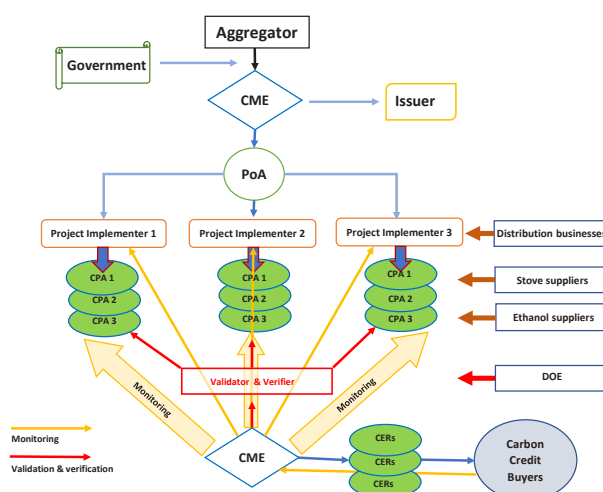 Aggregator
Government
CME
Issuer
PoA
Project Implementer 1
Project Implementer 2
Project Implementer 3
Distribution businesses
CPA 1
CPA 2
CPA 3
CPA 1
CPA 2
CPA 3
CPA 1
CPA 2
CPA 3
Stove suppliers
Ethanol suppliers
Validator & Verifier
DOE
Monitoring
Monitoring
Monitoring
Validation & verification
CME
CERs
CERs
CERs
Carbon
Credit
Buyers